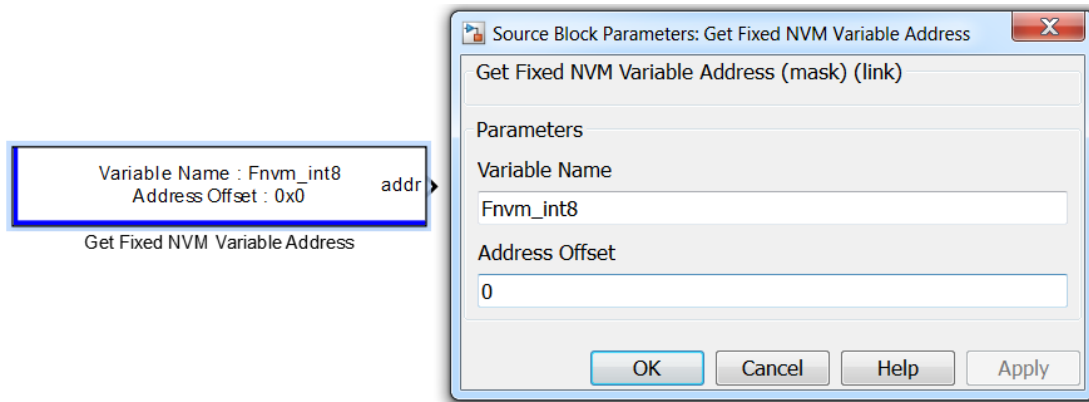 Variable Name : Fnvm_int8
Address Offset : 0x0
addr
Get Fixed NVM Variable Address
Source Block Parameters: Get Fixed NVM Variable Address
X
Get Fixed NVM Variable Address (mask) (link)
Parameters
Variable Name
Fnvm_int8
Address Offset
0
OK Cancel Help Apply